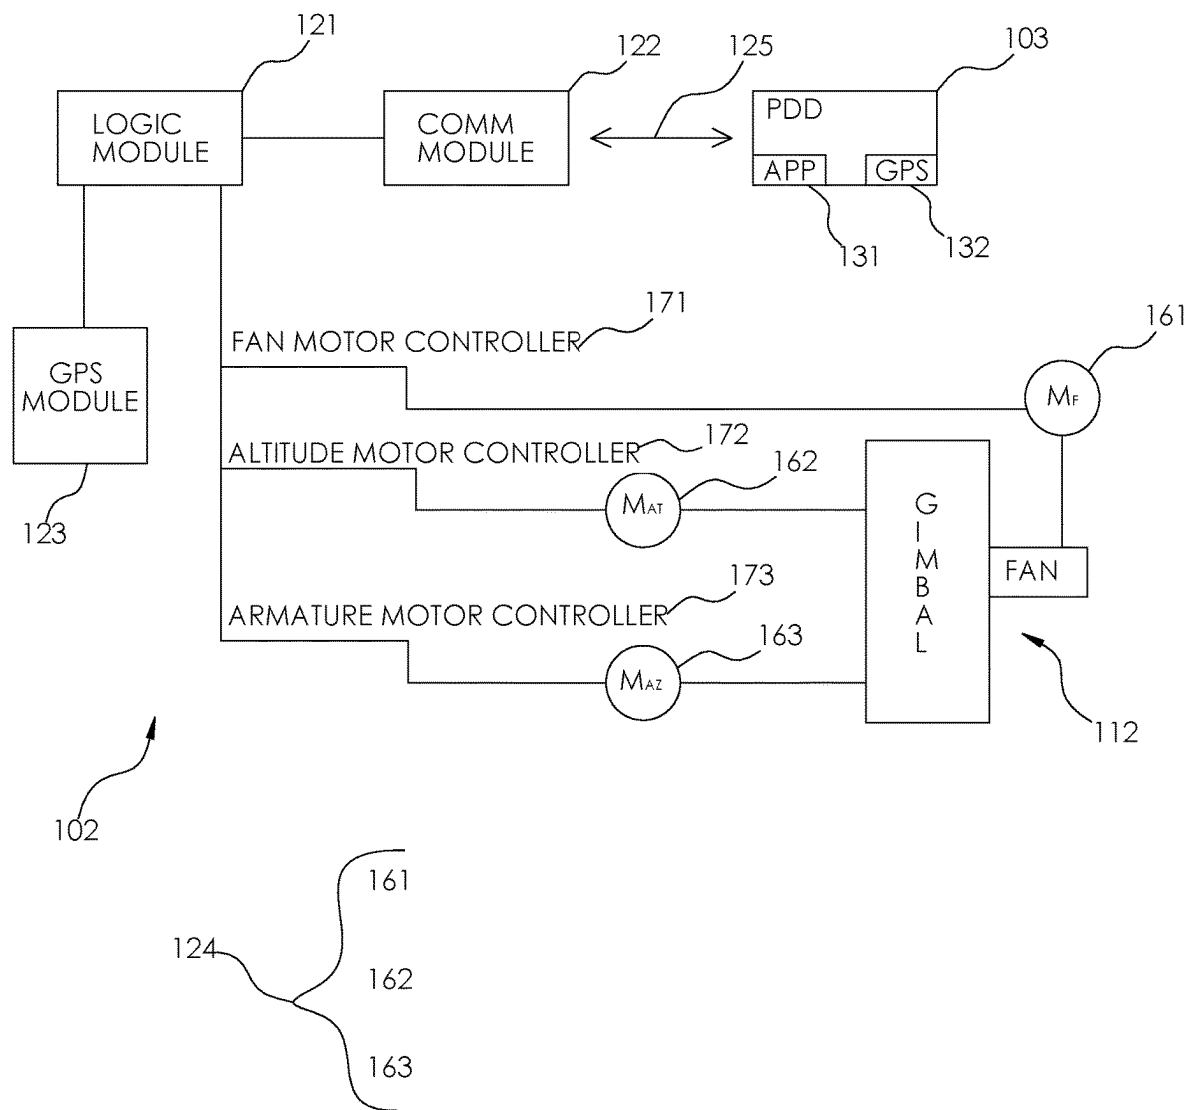 121
122
125
103
LOGIC
MODULE
COMM
MODULE
PDD
APP
GPS
131
132
171
161
FAN MOTOR CONTROLLER
GPS
MODULE
MF
ALTITUDE MOTOR CONTROLLER
172
162
123
MAT
GIMBAL
FAN
173
ARMATURE MOTOR CONTROLLER
163
MAZ
112
102
161
124
162
163